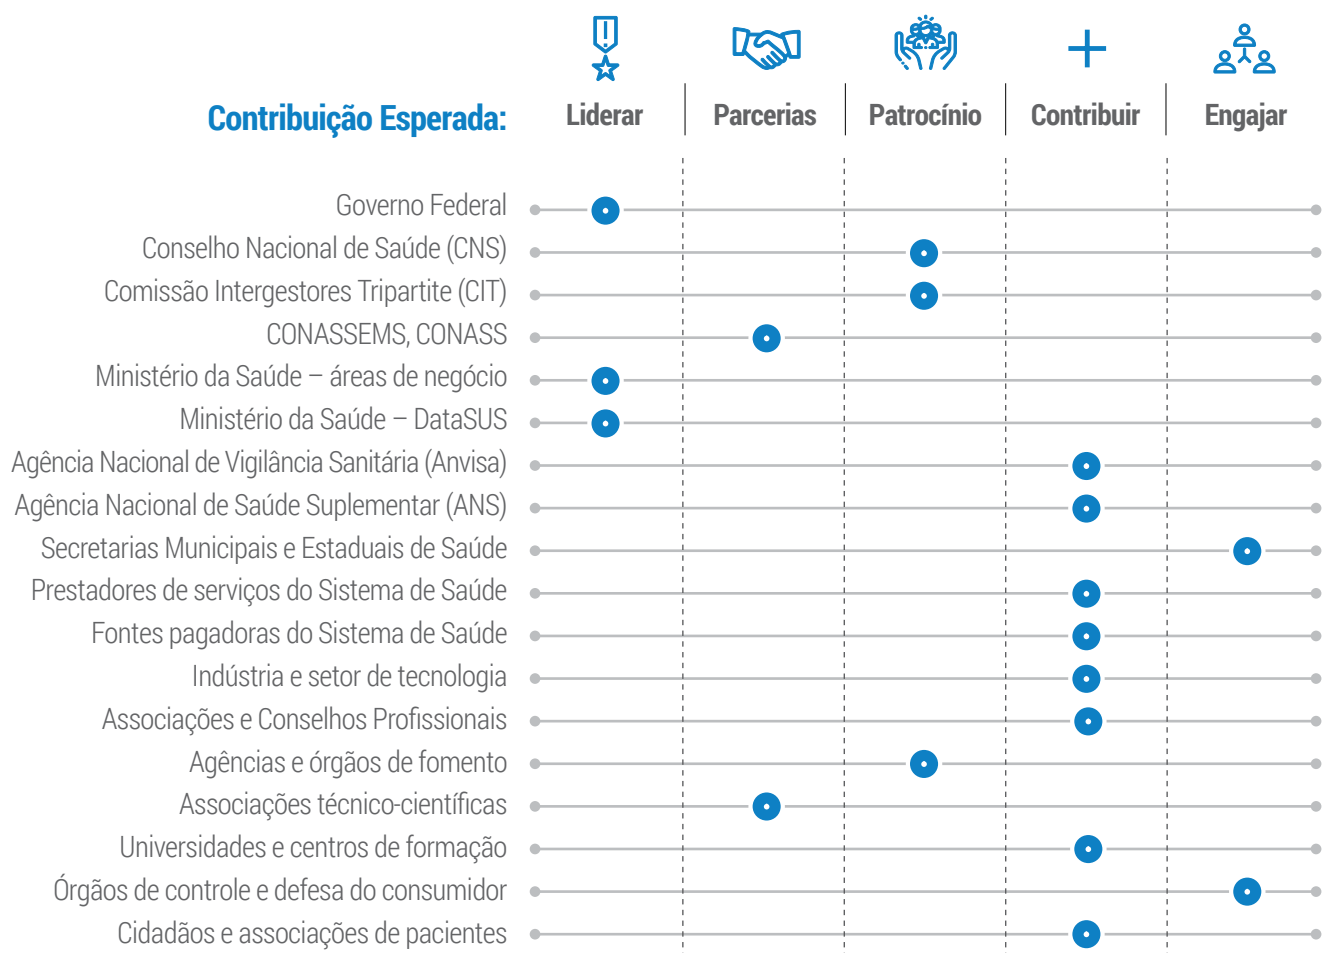 Contribuição Esperada:
Liderar
Parcerias
Patrocínio
Contribuir
Engajar
Governo Federal
Conselho Nacional de Saúde (CNS)
Comissão Intergestores Tripartite (CIT)
CONASSEMS, CONASS
Ministério da Saúde – áreas de negócio
Ministério da Saúde – DataSUS
Agência Nacional de Vigilância Sanitária (Anvisa)
Agência Nacional de Saúde Suplementar (ANS)
Secretarias Municipais e Estaduais de Saúde
Prestadores de serviços do Sistema de Saúde
Fontes pagadoras do Sistema de Saúde
Indústria e setor de tecnologia
Associações e Conselhos Profissionais
Agências e órgãos de fomento
Associações técnico-científicas
Universidades e centros de formação
Órgãos de controle e defesa do consumidor
Cidadãos e associações de pacientes